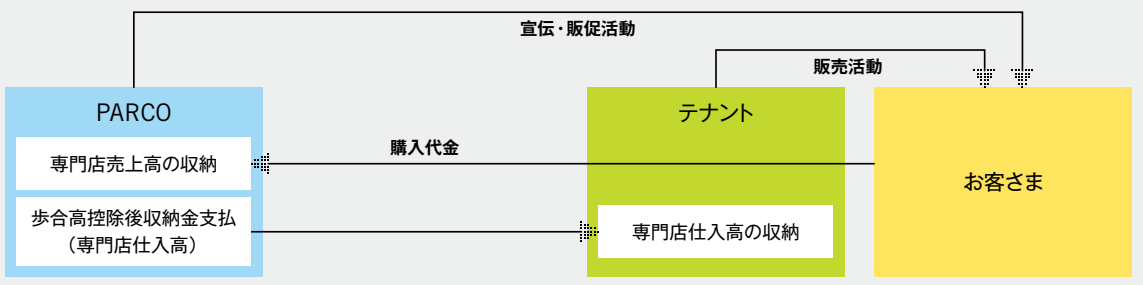 宣伝・販促活動
販売活動
PARCO
専門店売上高の収納
歩合高控除後収納金支払
（専門店仕入高）
購入代金
テナント
専門店仕入高の収納
お客さま